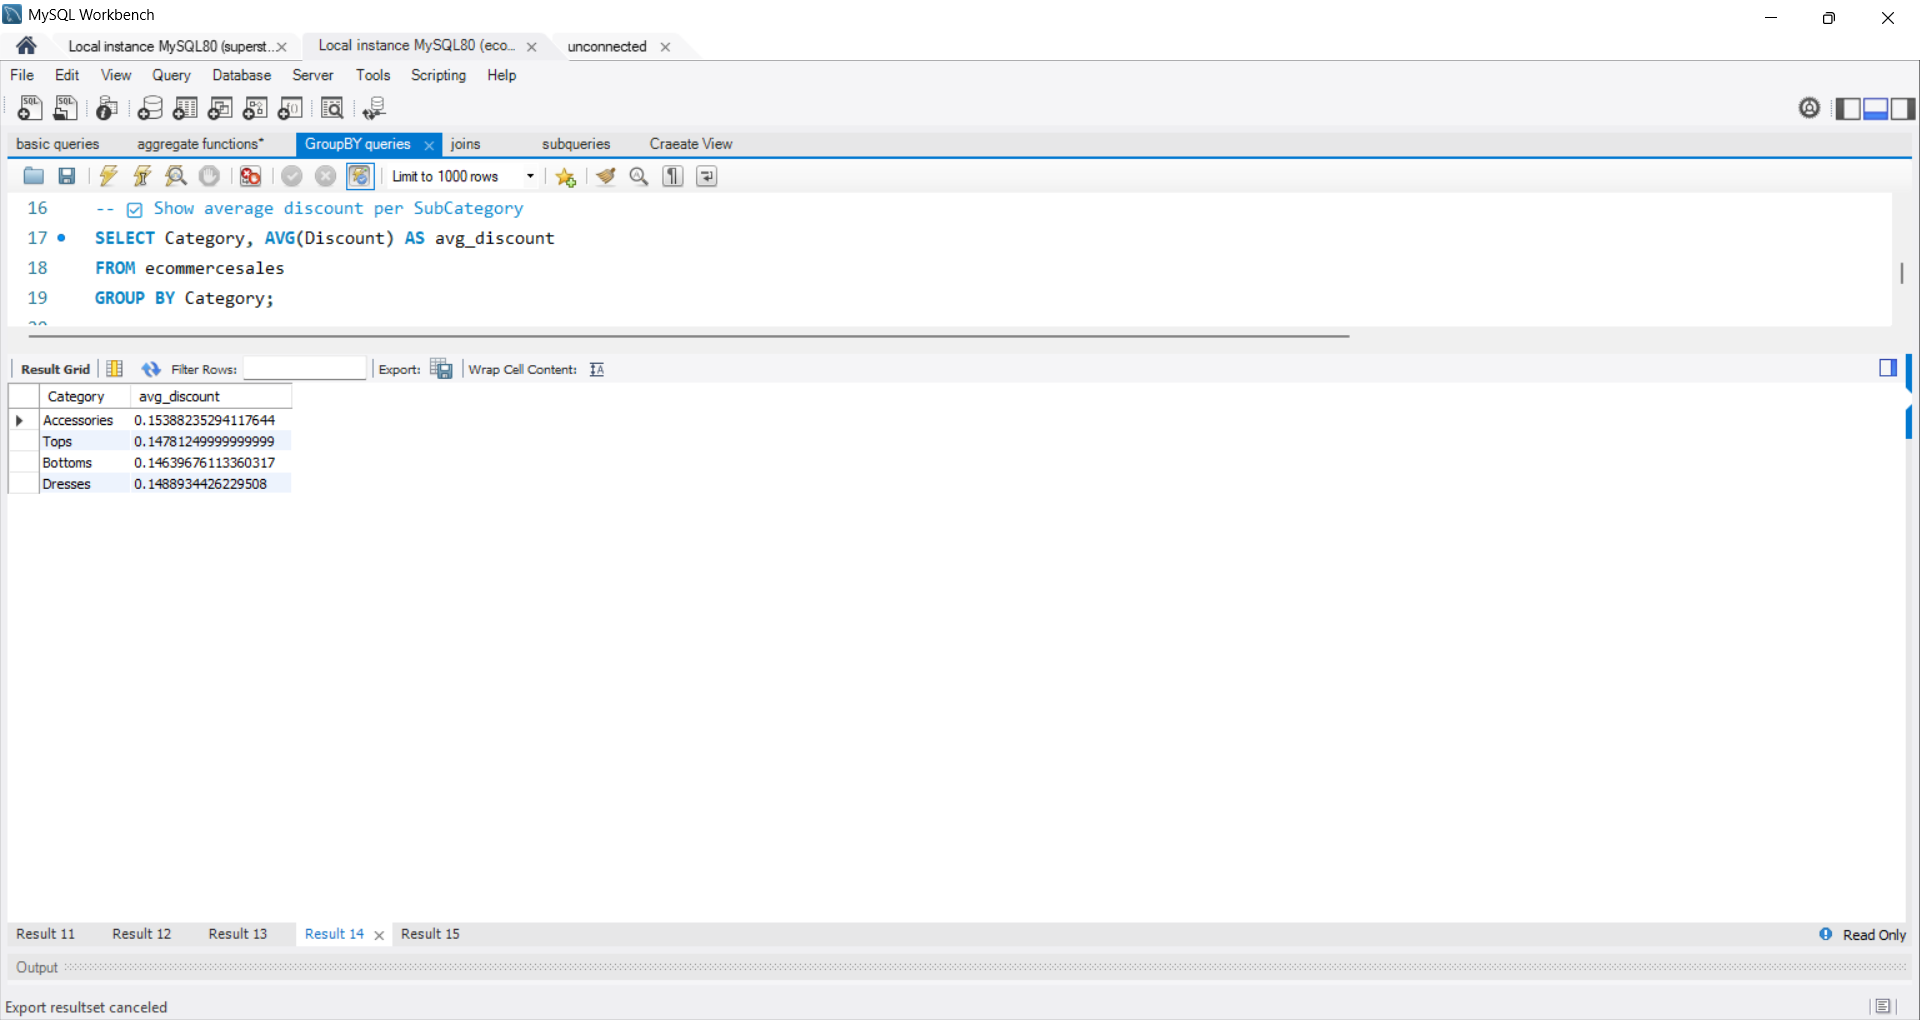 MySQL Workbench
Local instance MySQL80 (superst... Local instance MySQL80 (eco... unconnected
File Edit View Query Database Server Tools Scripting Help
basic queries aggregate functions* GroupBY queries joins subqueries Craeate View
Limit to 1000 rows
16 -- ☑ Show average discount per SubCategory
17 SELECT Category, AVG(Discount) AS avg_discount
18 FROM ecommercesales
19 GROUP BY Category;
Result Grid Filter Rows: Export: Wrap Cell Content:
Category avg_discount
Accessories 0.15388235294117644
Tops 0.14781249999999999
Bottoms 0.14639676113360317
Dresses 0.1488934426229508
Result 11 Result 12 Result 13 Result 14 Result 15 Read Only
Output
Export resultset canceled